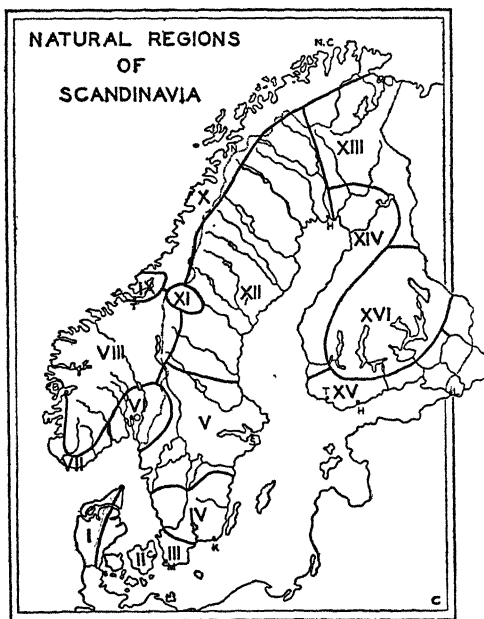 NATURAL REGIONS
OF
SCANDINAVIA
N.C
XIII
X
H
XIV
IX
XI
XII
XVI
VIII
VI
V
B
O
S
T
XV
H
L
VII
IV
I
II
C
III
M
K
C